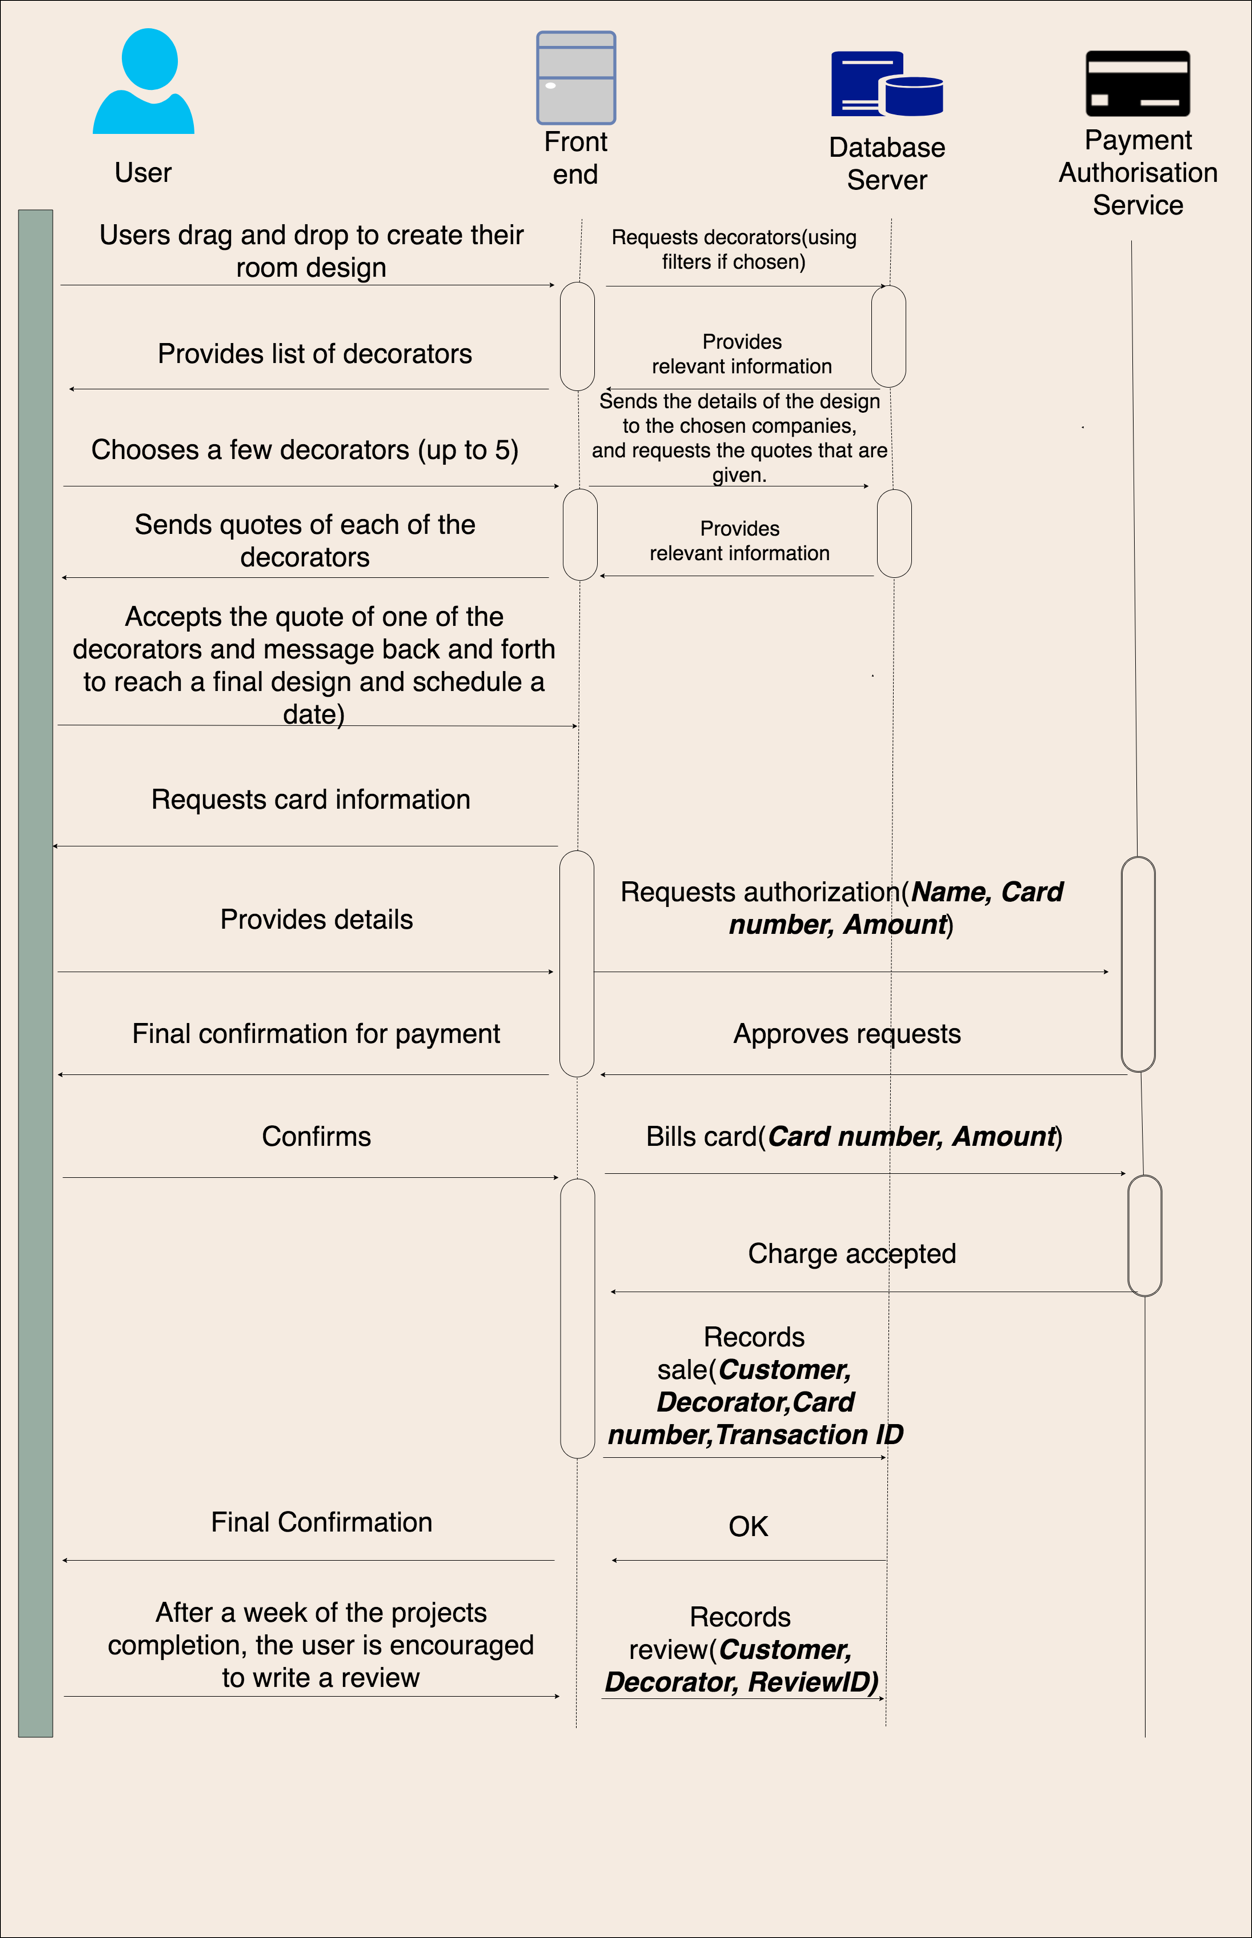 User
Front
end
Database
Server
Payment
Authorisation
Service
Users drag and drop to create their
room design
Requests decorators(using
filters if chosen)
Provides list of decorators
Provides
relevant information
Chooses a few decorators (up to 5)
Sends the details of the design
to the chosen companies,
and requests the quotes that are
given.
Sends quotes of each of the
decorators
Provides
relevant information
Accepts the quote of one of the
decorators and message back and forth
to reach a final design and schedule a
date)
Requests card information
Provides details
Requests authorization(Name, Card
number, Amount)
Final confirmation for payment
Approves requests
Confirms
Bills card(Card number, Amount)
Charge accepted
Records
sale(Customer,
Decorator,Card
number,Transaction ID
Final Confirmation
OK
After a week of the projects
completion, the user is encouraged
to write a review
Records
review(Customer,
Decorator, ReviewID)